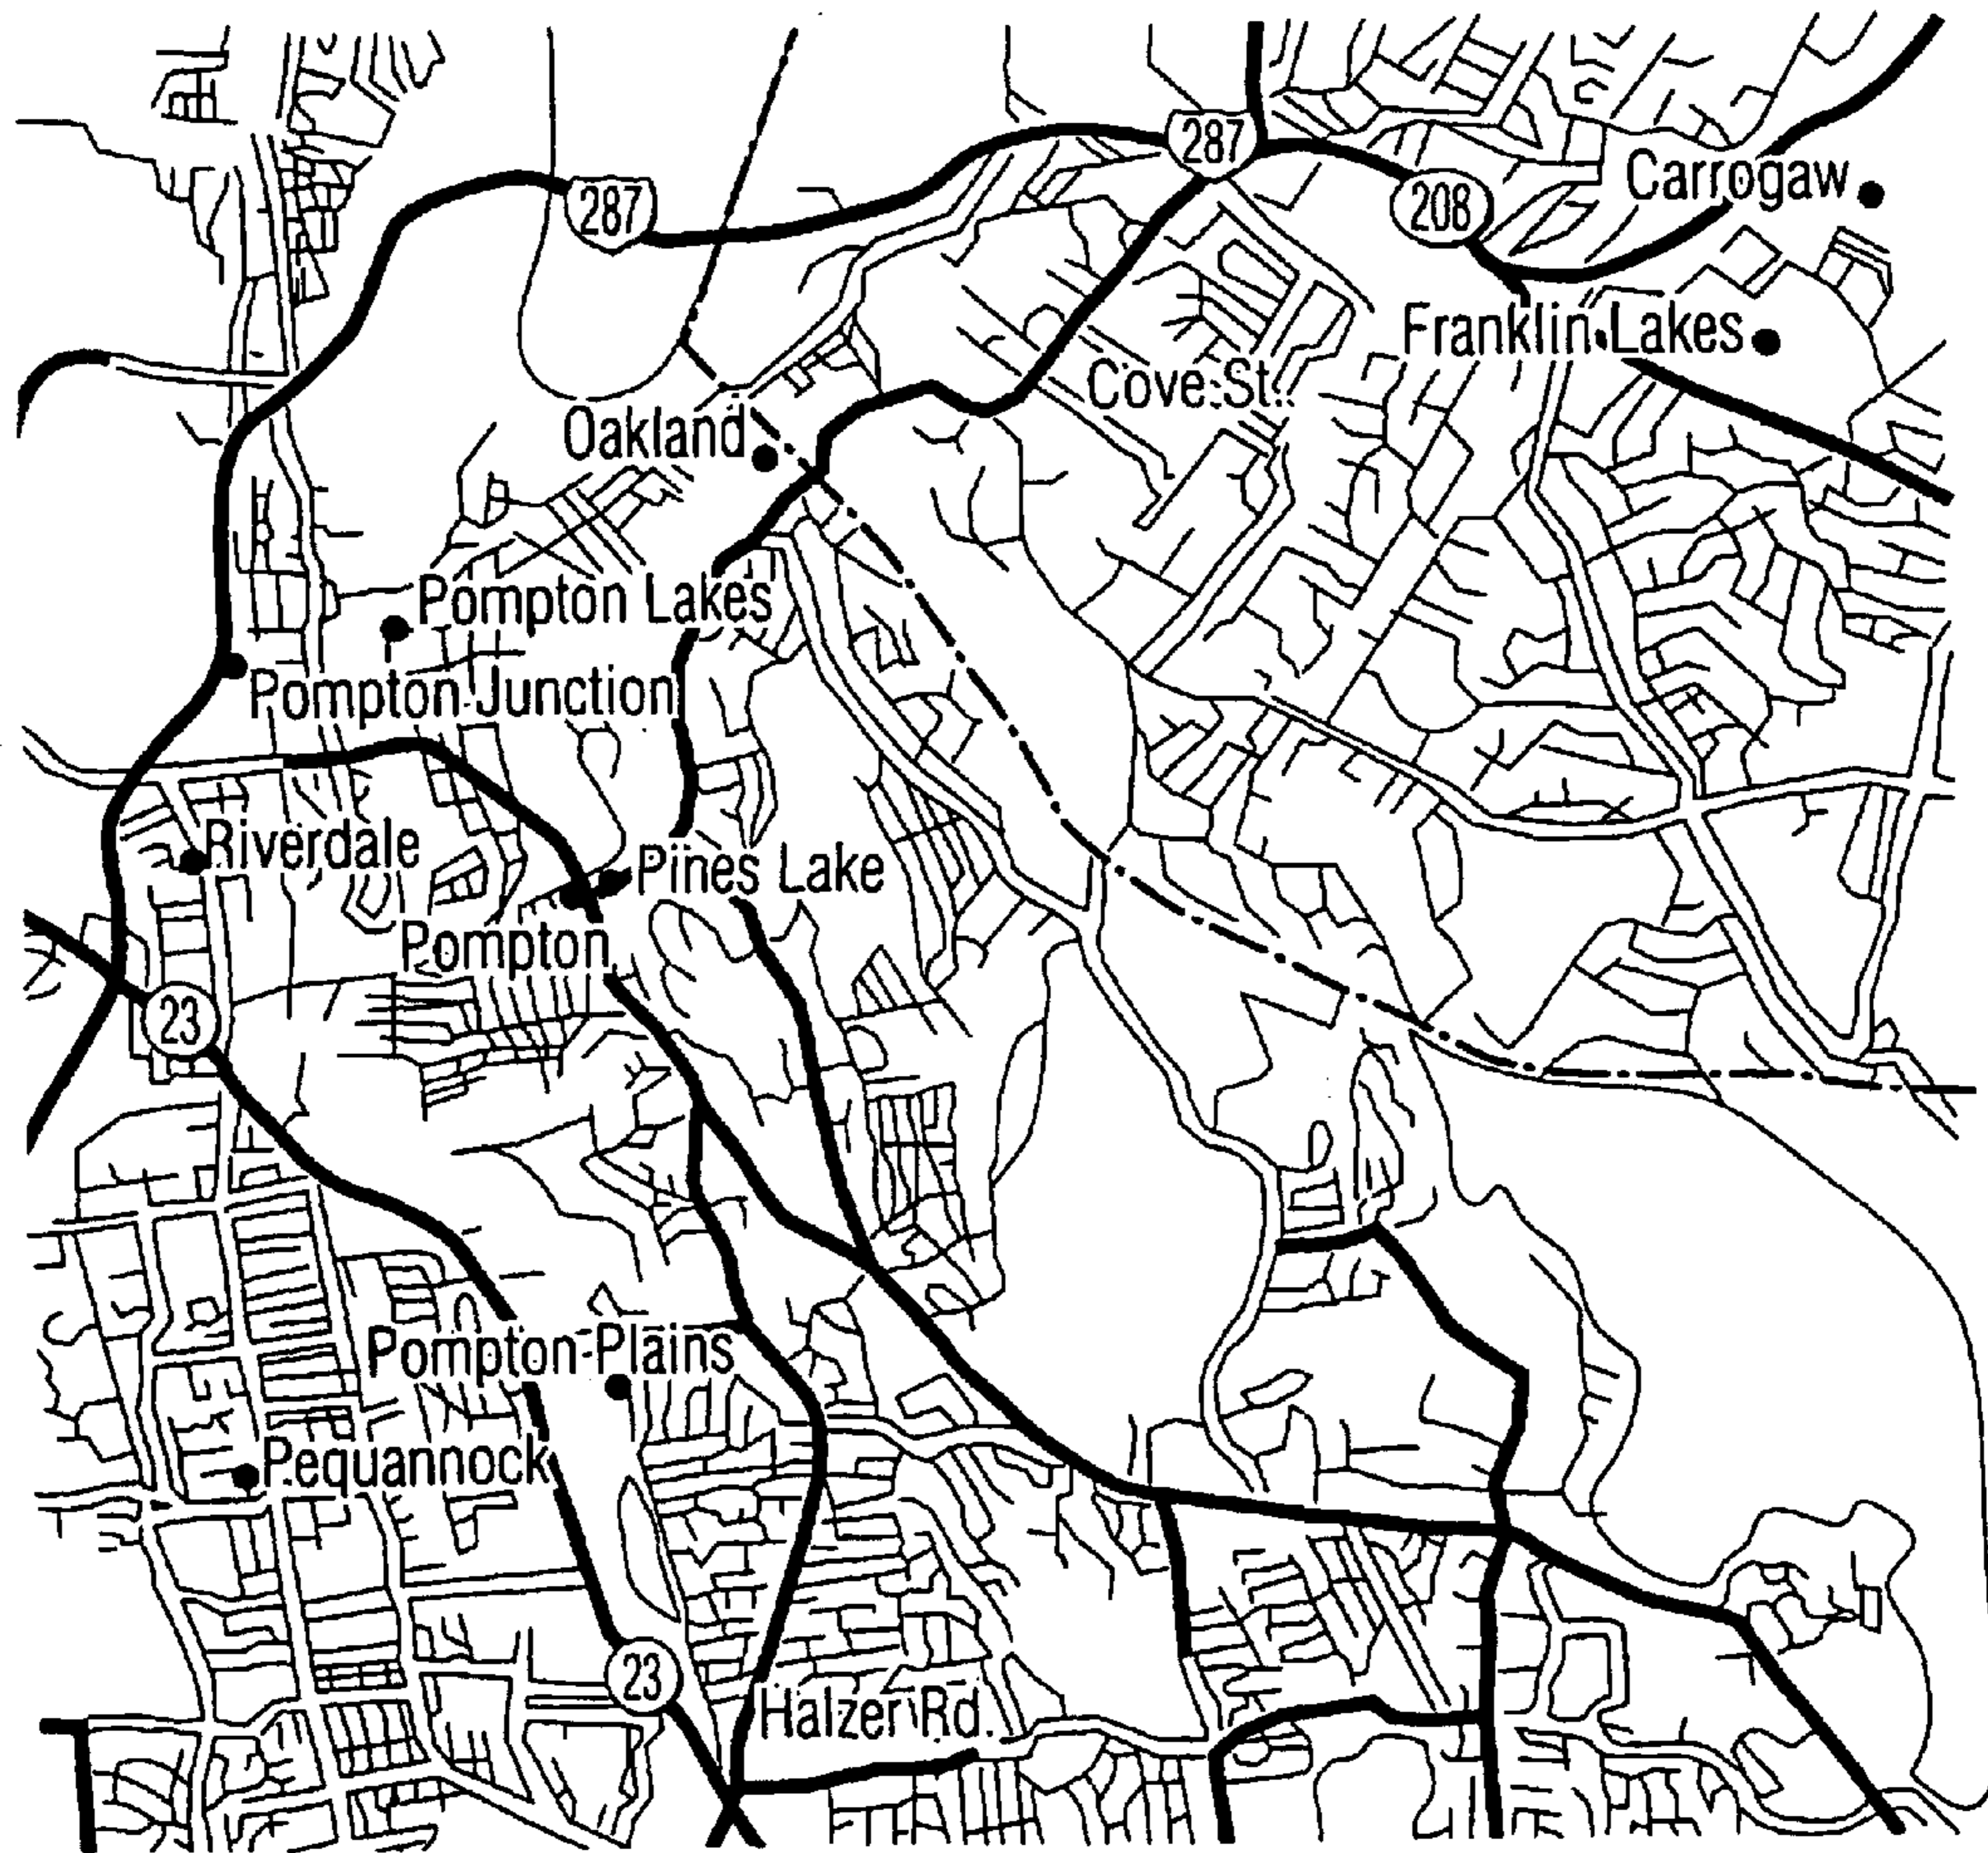 287
Carrogaw
287
208
Franklin Lakes
Cove St.
Oakland
Pompton Lakes
Pompton Junction
Riverdale
Pines Lake
Pompton
23
Pompton Plains
Pequannock
23
Halzer Rd.